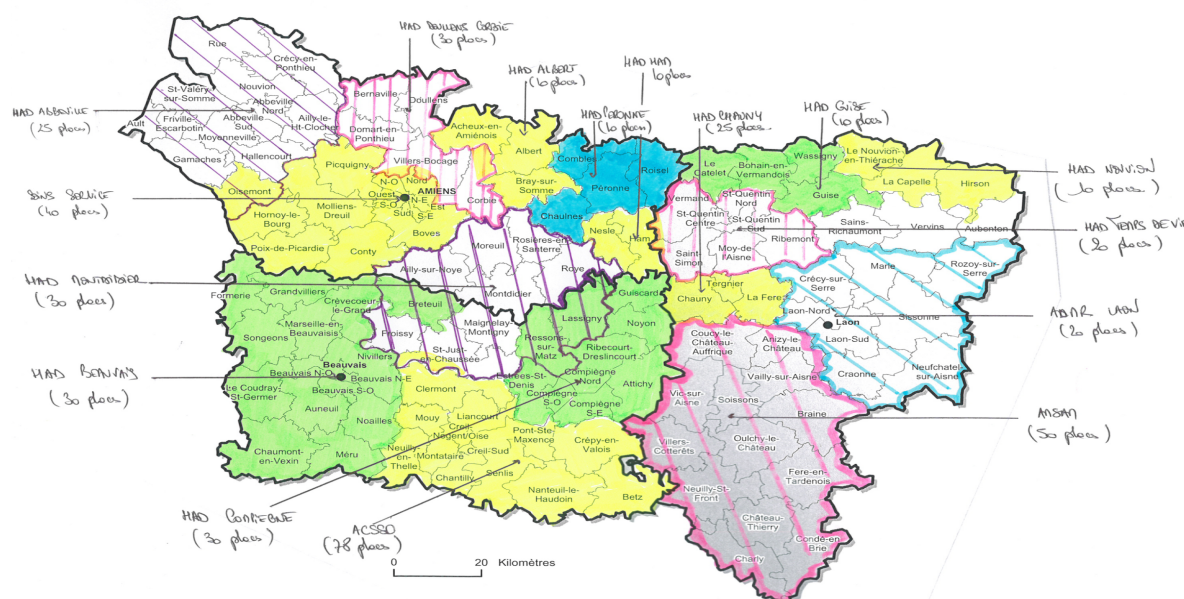 HAD DOULLENS CORBIE
(30 places)
HAD ALBERT
(10 places)
HAD HAM
10 places
HAD PERONNE
(10 places)
HAD CHAUNY
(25 places)
HAD GUISE
(10 places)
HAD ABBEVILLE
(25 places)
HAD NOUVION
(10 places)
SOINS SERVICE
(40 places)
HAD TEMPS DE VIE
(20 places)
HAD MONTDIDIER
(30 places)
ADMR LAON
(20 places)
HAD BEAUVAIS
(30 places)
(50 places)
HAD COMPIEGNE
(30 places)
ACSSO
(78 places)
Rue
Crécy-en-
Ponthieu
Nouvion
St-Valéry-
sur-Somme
Abbeville
Nord
Ault
Friville-
Escarbotin
Abbeville
Sud
Ailly-le-
Ht-Clocher
Moyenneville
Hallencourt
Gamaches
Oisemont
Bernaville
Doullens
Domart-en-
Ponthieu
Villers-Bocage
Acheux-en-
Amiénois
Albert
Bray-sur-
Somme
Corbie
Combles
Roisel
Péronne
Chaulnes
Nesle
Ham
Picquigny
N-O
Nord
Ouest
AMIENS
N-E
S-O
Sud
Est
S-E
Molliens-
Dreuil
Hornoy-le-
Bourg
Poix-de-Picardie
Conty
Boves
Moreuil
Rosières-en-
Santerre
Ailly-sur-Noye
Roye
Montdidier
Le
Catelet
Bohain-en-
Vermandois
Wassigny
Guise
Le Nouvion-
en-Thiérache
La Capelle
Hirson
Vermand
St-Quentin
Nord
St-Quentin
Centre
St-Quentin
Sud
Ribemont
Saint-
Simon
Moy-de-
l'Aisne
Sains-
Richaumont
Vervins
Aubenton
Chauny
Tergnier
La Fere
Crécy-sur-
Serre
Marle
Rozoy-sur-
Serre
Laon-Nord
Laon
Sissonne
Laon-Sud
Craonne
Neufchatel-
sur-Aisne
Formerie
Grandvilliers
Crèvecoeur-
le-Grand
Breteuil
Marseille-en-
Beauvaisis
Songeons
Froissy
Maignelay-
Montigny
Nivillers
St-Just-
en-Chaussée
Beauvais
Beauvais N-O
Beauvais N-E
Beauvais S-O
Le Coudray-
St-Germer
Auneuil
Noailles
Chaumont-
en-Vexin
Méru
Guiscard
Lassigny
Noyon
Ressons-
sur-
Matz
Ribecourt-
Dreslincourt
Estrées-St-
Denis
Compiègne
Nord
Attichy
Compiègne
S-O
Compiègne
S-E
Clermont
Mouy
Liancourt
Creil-
Nogent/Oise
Pont-Ste-
Maxence
Crépy-en-
Valois
Neuilly-
en-Thelle
Montataire
Creil-Sud
Senlis
Chantilly
Nanteuil-le-
Haudoin
Betz
Coucy-le-
Château-
Auffrique
Anizy-le-
Château
Vailly-sur-Aisne
Vic-sur-
Aisne
Soissons
Braine
Villers-
Cotterêts
Oulchy-le-
Château
Fere-en-
Tardenois
Neuilly-St-
Front
Château-
Thierry
Condé-en-
Brie
Charly
0 20 Kilomètres